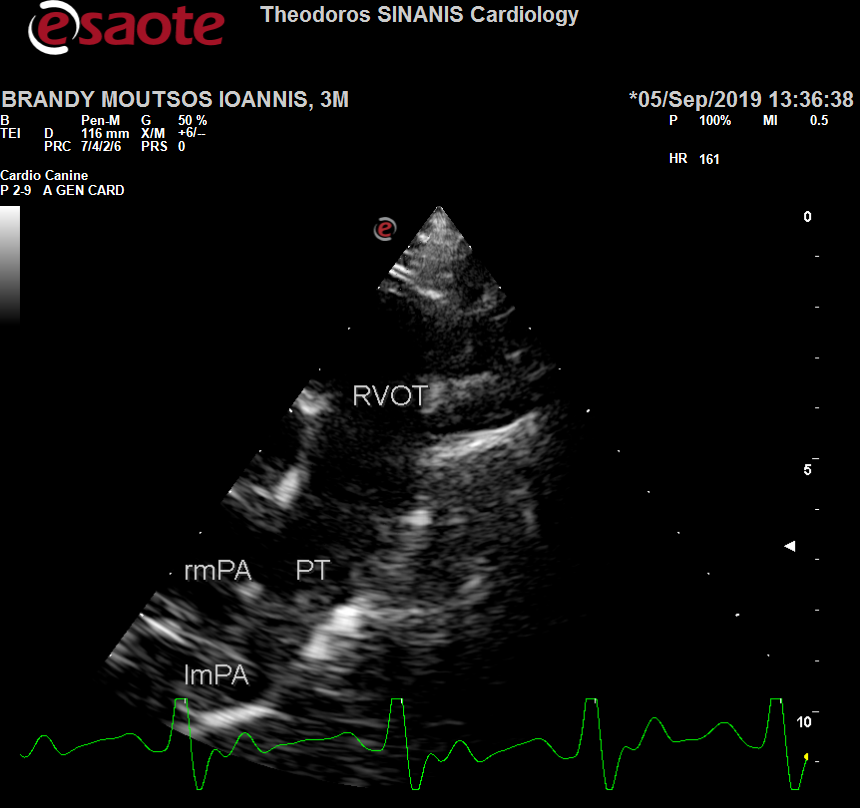 esaote
Theodoros SINANIS Cardiology
BRANDY MOUTSOS IOANNIS, 3M
*05/Sep/2019 13:36:38
B Pen-M G 50 %
TEI D 116 mm X/M +6/--
PRC 7/4/2/6 PRS 0
P 100% MI 0.5
HR 161
Cardio Canine
P 2-9 A GEN CARD
e
0
RVOT
5
rmPA PT
lmPA
10